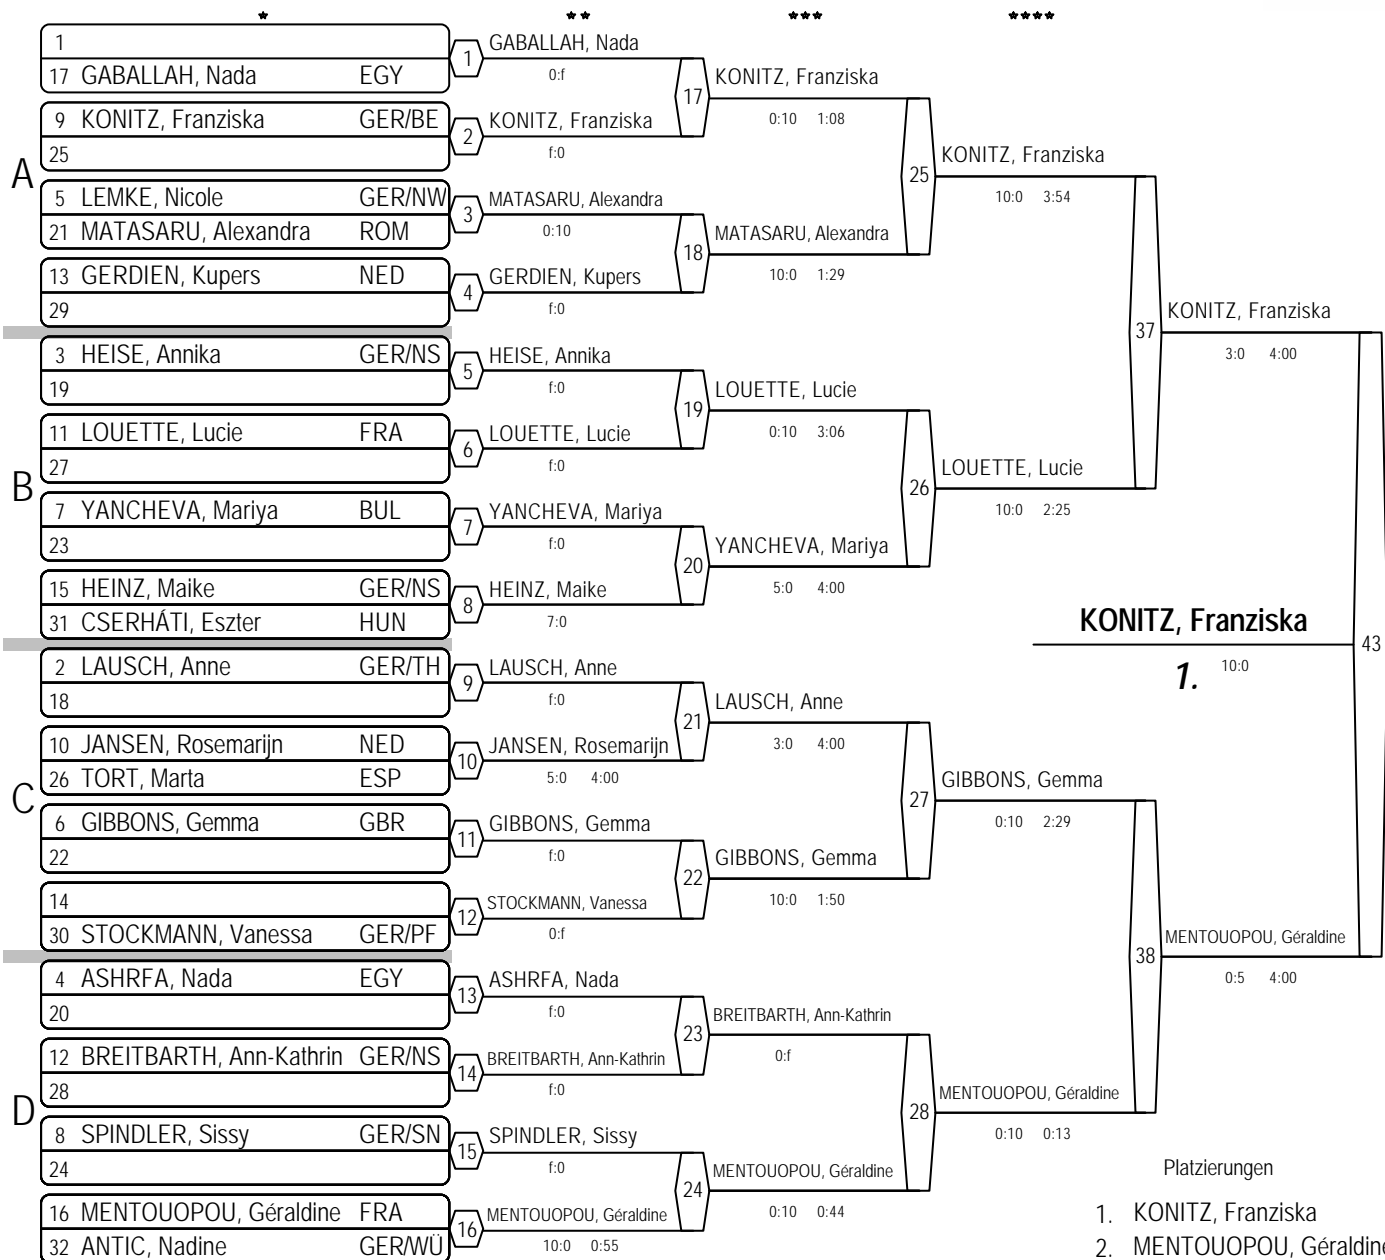 * ** *** ****
A
1
17 GABALLAH, Nada EGY
9 KONITZ, Franziska GER/BE
25
5 LEMKE, Nicole GER/NW
21 MATASARU, Alexandra ROM
13 GERDIEN, Kupers NED
29
B
3 HEISE, Annika GER/NS
19
11 LOUETTE, Lucie FRA
27
7 YANCHEVA, Mariya BUL
23
15 HEINZ, Maike GER/NS
31 CSERHÁTI, Eszter HUN
C
2 LAUSCH, Anne GER/TH
18
10 JANSEN, Rosemarijn NED
26 TORT, Marta ESP
6 GIBBONS, Gemma GBR
22
14
30 STOCKMANN, Vanessa GER/PF
D
4 ASHRFA, Nada EGY
20
12 BREITBARTH, Ann-Kathrin GER/NS
28
8 SPINDLER, Sissy GER/SN
24
16 MENTOUOPOU, Géraldine FRA
32 ANTIC, Nadine GER/WÜ
1 GABALLAH, Nada
0:f
2 KONITZ, Franziska
f:0
3 MATASARU, Alexandra
0:10
4 GERDIEN, Kupers
f:0
5 HEISE, Annika
f:0
6 LOUETTE, Lucie
f:0
7 YANCHEVA, Mariya
f:0
8 HEINZ, Maike
7:0
9 LAUSCH, Anne
f:0
10 JANSEN, Rosemarijn
5:0 4:00
11 GIBBONS, Gemma
f:0
12 STOCKMANN, Vanessa
0:f
13 ASHRFA, Nada
f:0
14 BREITBARTH, Ann-Kathrin
f:0
15 SPINDLER, Sissy
f:0
16 MENTOUOPOU, Géraldine
10:0 0:55
17 KONITZ, Franziska
0:10 1:08
18 MATASARU, Alexandra
10:0 1:29
19 LOUETTE, Lucie
0:10 3:06
20 YANCHEVA, Mariya
5:0 4:00
21 LAUSCH, Anne
3:0 4:00
22 GIBBONS, Gemma
10:0 1:50
23 BREITBARTH, Ann-Kathrin
0:f
24 MENTOUOPOU, Géraldine
0:10 0:44
25 KONITZ, Franziska
10:0 3:54
26 LOUETTE, Lucie
10:0 2:25
27 GIBBONS, Gemma
0:10 2:29
28 MENTOUOPOU, Géraldine
0:10 0:13
37 KONITZ, Franziska
3:0 4:00
38 MENTOUOPOU, Géraldine
0:5 4:00
KONITZ, Franziska 43
1. 10:0
Platzierungen
1. KONITZ, Franziska
2. MENTOUOPOU, Géraldine